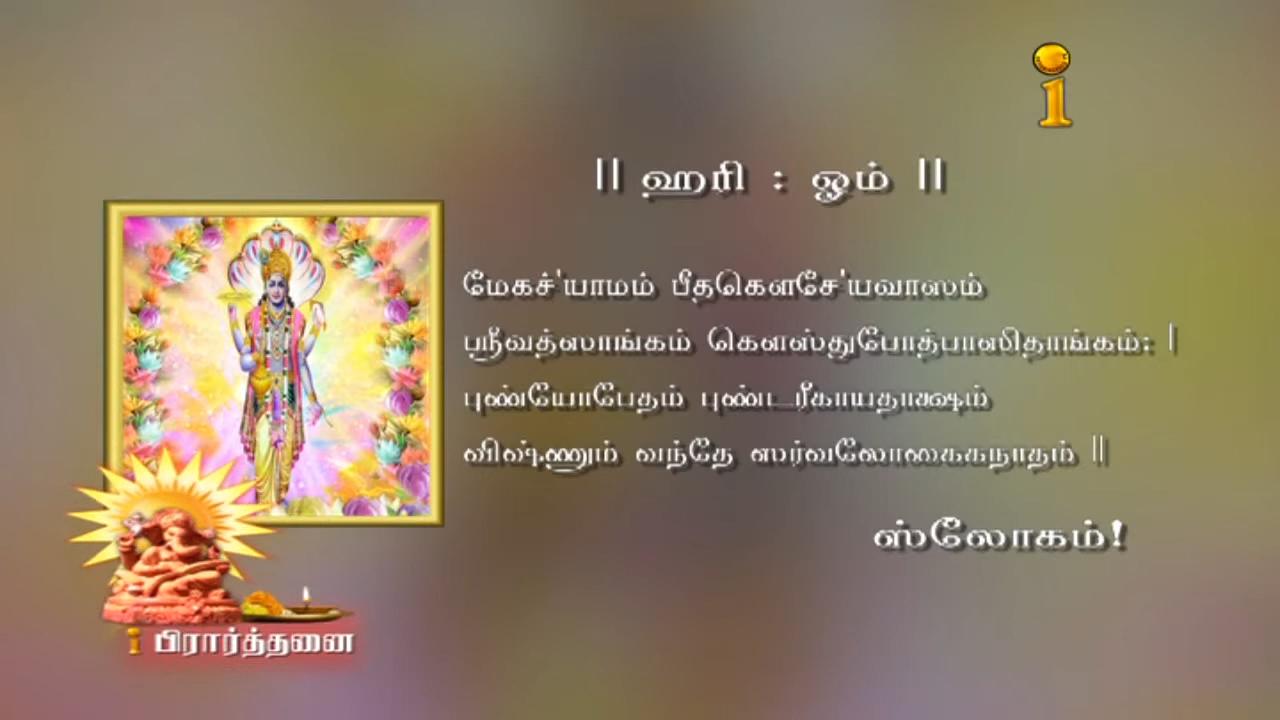 i
|| ஹரி : ஓம் ||
மேகச்'யாமம் பீதகௌசே'யவாஸம்
ஸ்ரீவத்ஸாங்கம் கௌஸ்துபோத்பாஸிதாங்கம்: |
புண்யோபேதம் புண்டரீகாயதாக்ஷம்
விஷ்ணும் வந்தே ஸர்வலோகைகநாதம் ||
ஸ்லோகம்!
i பிரார்த்தனை